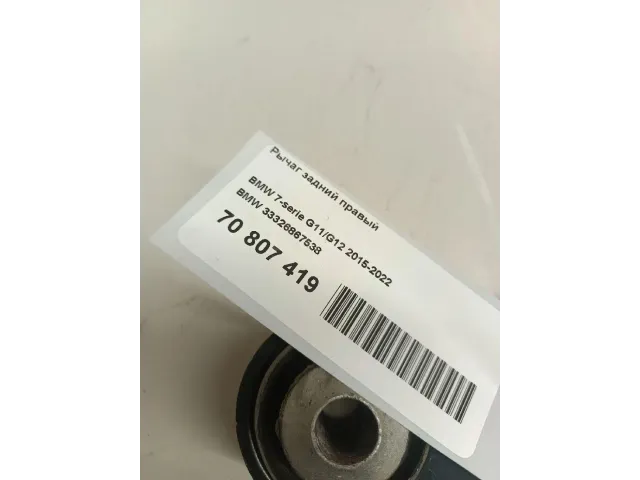 Рычаг задний правый
BMW 7-serie G11/G12 2015-2022
BMW 33326867538
70 807 419